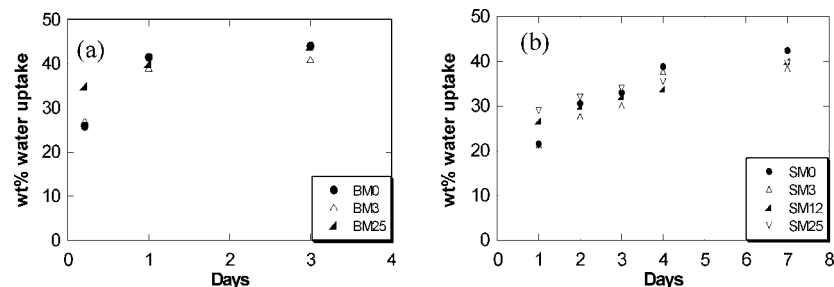 (a)
wt% water uptake
50
40
30
20
10
0
BM0
BM3
BM25
0 1 2 3 4
Days
(b)
wt% water uptake
50
40
30
20
10
0
SM0
SM3
SM12
SM25
0 1 2 3 4 5 6 7 8
Days